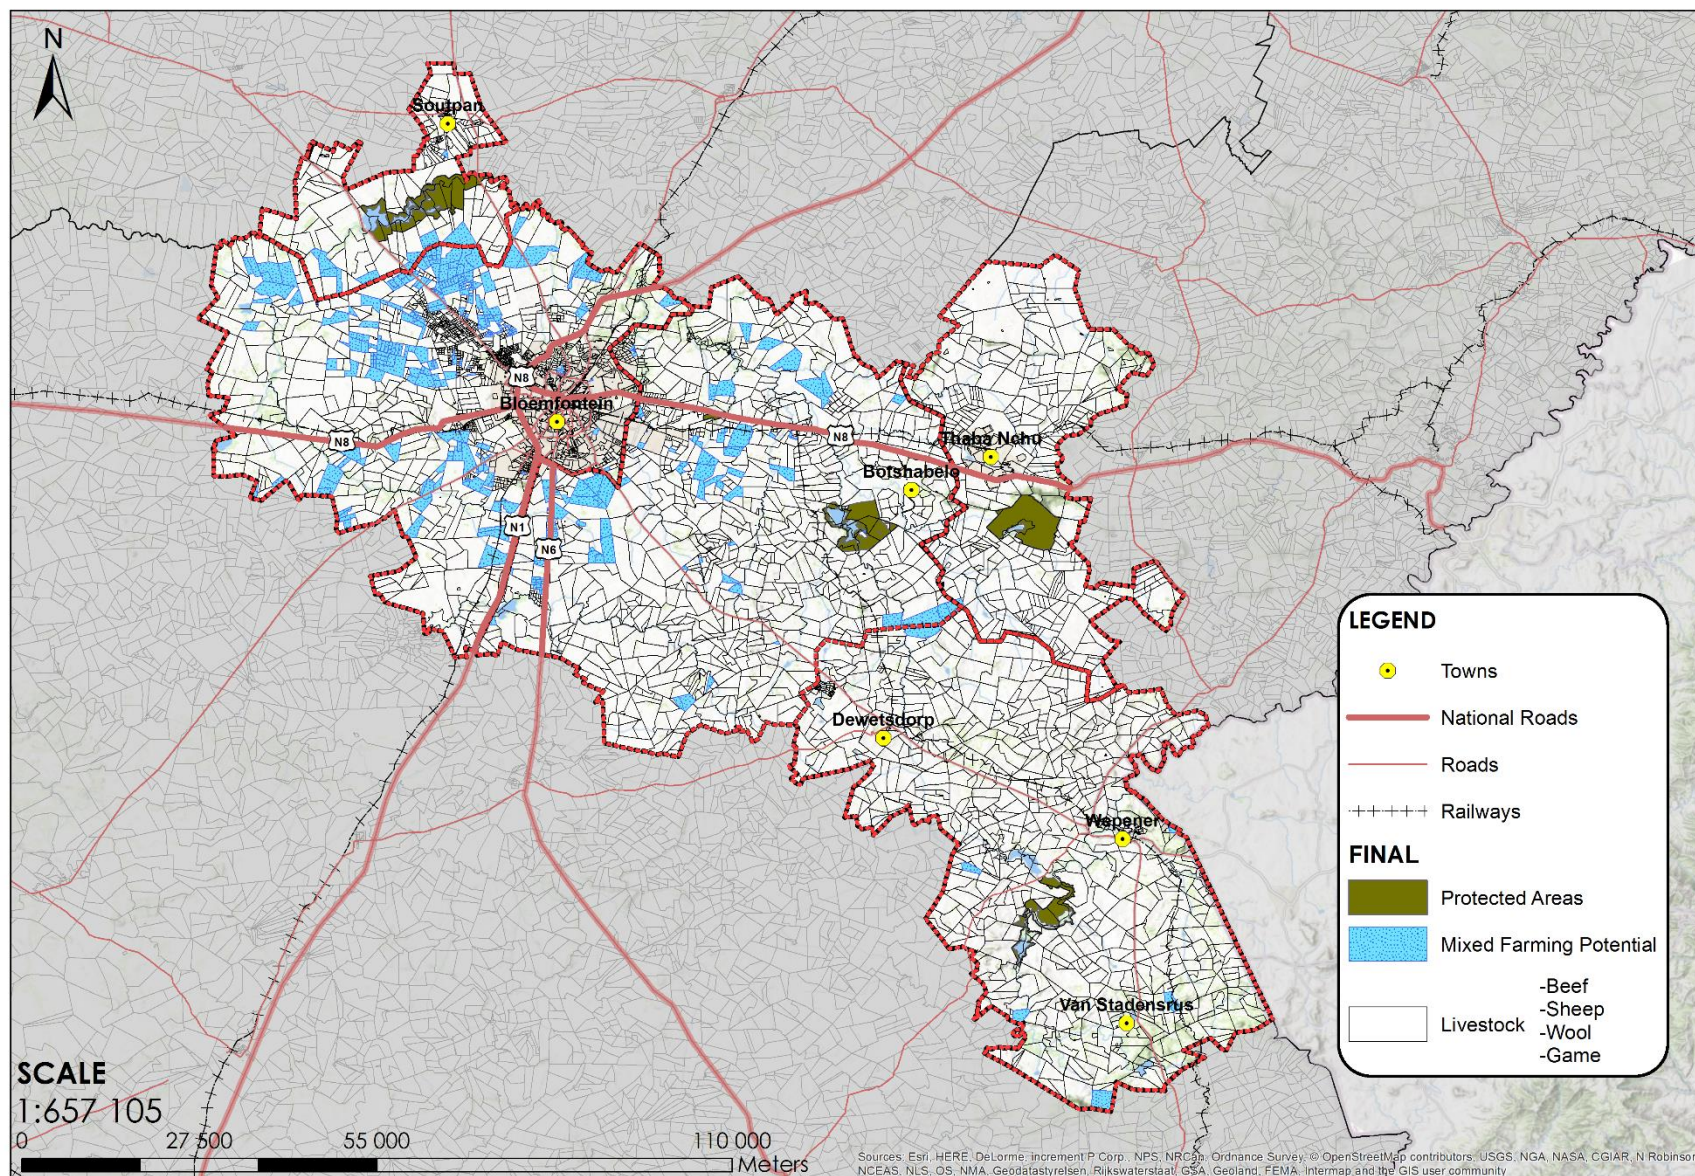 N
Soutpan
N8
Bloemfontein
N8
N8
Thaba Nchu
Botshabelo
N1
N6
Dewetsdorp
Wepener
Van Stadensrus
LEGEND
Towns
National Roads
Roads
Railways
FINAL
Protected Areas
Mixed Farming Potential
Livestock
-Beef
-Sheep
-Wool
-Game
SCALE
1:657 105
0 27 500 55 000 110 000
Meters
Sources: Esri, HERE, DeLorme, increment P Corp., NPS, NRCan, Ordnance Survey, © OpenStreetMap contributors, USGS, NGA, NASA, CGIAR, N Robinson
NCEAS, NLS, OS, NMA, Geodatastyrelsen, Rijkswaterstaat, GSA, Geoland, FEMA, Intermap and the GIS user community